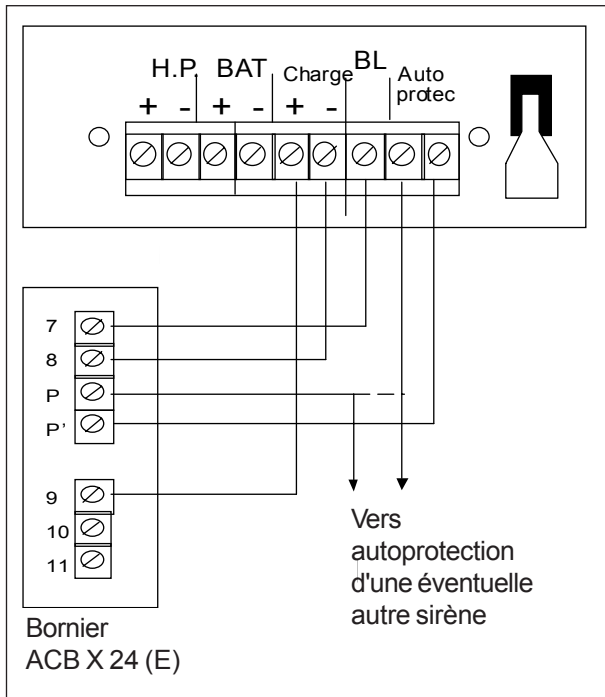 H.P. BAT Charge BL Auto
protec
+ - + - + -
7
8
P
P'
9
10
11
Vers
autoprotection
d'une éventuelle
autre sirène
Bornier
ACB X 24 (E)